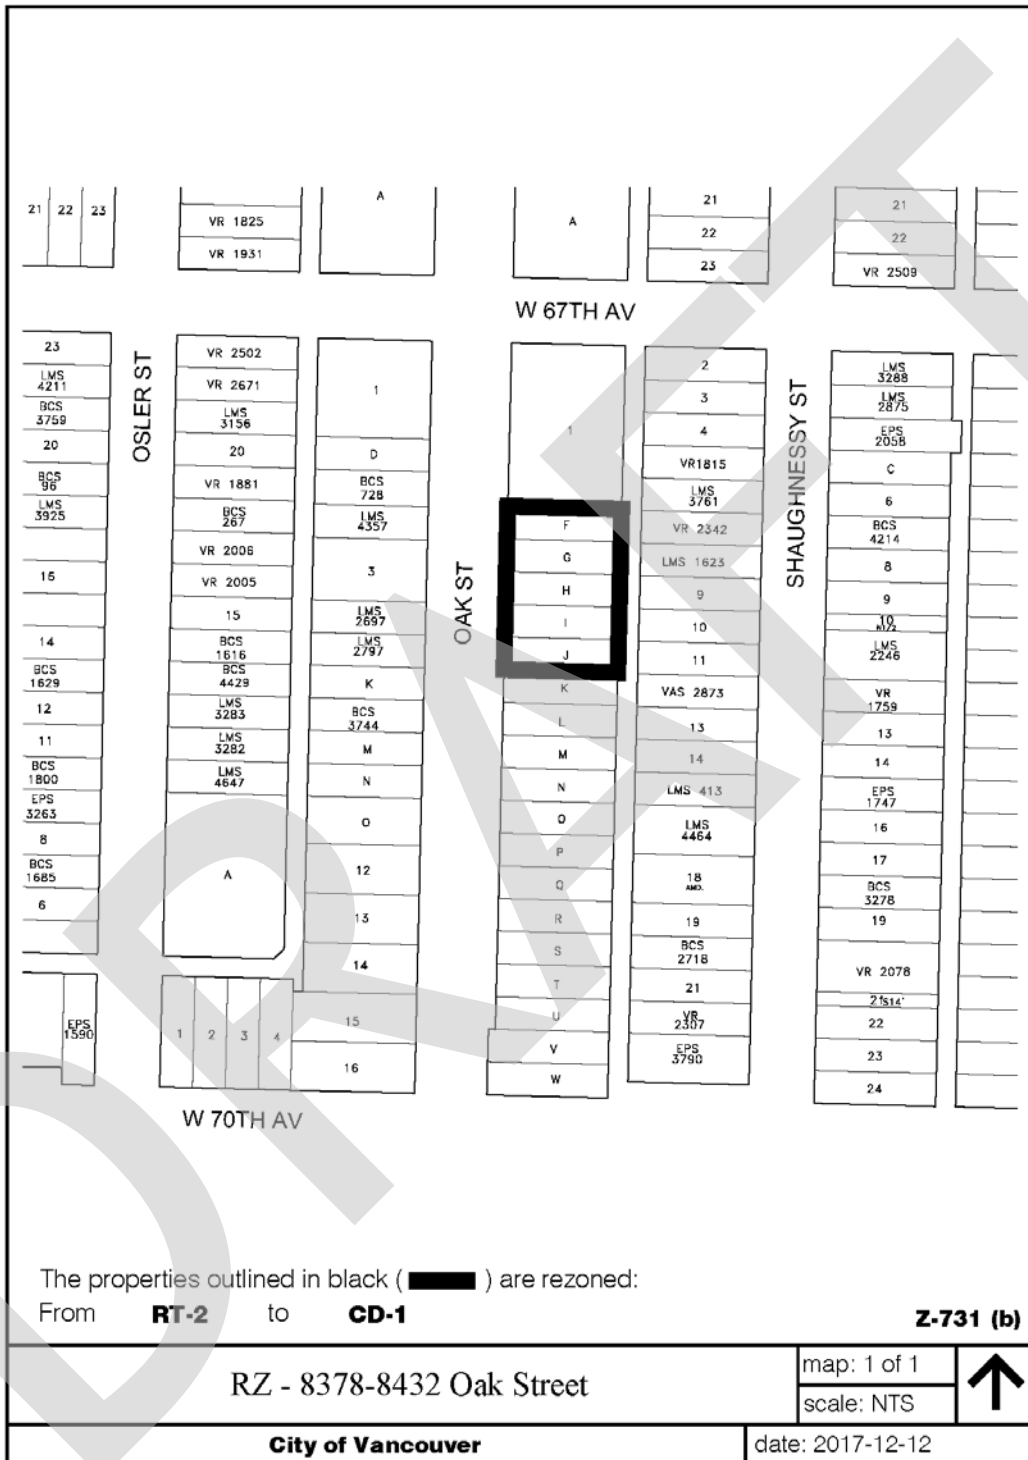 21 22 23
VR 1825
VR 1931
A
A
21
22
23
21
22
VR 2509
W 67TH AV
OSLER ST
OAK ST
SHAUGHNESSY ST
23
LMS
4211
BCS
3759
20
BCS
96
LMS
3925
15
14
BCS
1629
12
11
BCS
1800
EPS
3263
8
BCS
1685
6
EPS
1590
VR 2502
VR 2671
LMS
3156
20
VR 1881
BCS
267
VR 2006
VR 2005
15
BCS
1616
BCS
4429
LMS
3283
LMS
3282
LMS
4647
A
1 2 3 4
1
D
BCS
728
LMS
4357
3
LMS
2697
LMS
2797
K
BCS
3744
M
N
O
12
13
14
15
16
1
F
G
H
I
J
K
L
M
N
O
P
Q
R
S
T
U
V
W
2
3
4
VR1815
LMS
3761
VR 2342
LMS 1623
9
10
11
VAS 2873
13
14
LMS 413
LMS
4464
18
AMD.
19
BCS
2718
21
VR
2307
EPS
3790
LMS
3288
LMS
2875
EPS
2058
C
6
BCS
4214
8
9
10
N1/2
LMS
2246
VR
1759
13
14
EPS
1747
16
17
BCS
3278
19
VR 2078
21S14'
22
23
24
W 70TH AV
DRAFT
The properties outlined in black ( ) are rezoned:
From RT-2 to CD-1
Z-731 (b)
RZ - 8378-8432 Oak Street
map: 1 of 1
scale: NTS
City of Vancouver
date: 2017-12-12